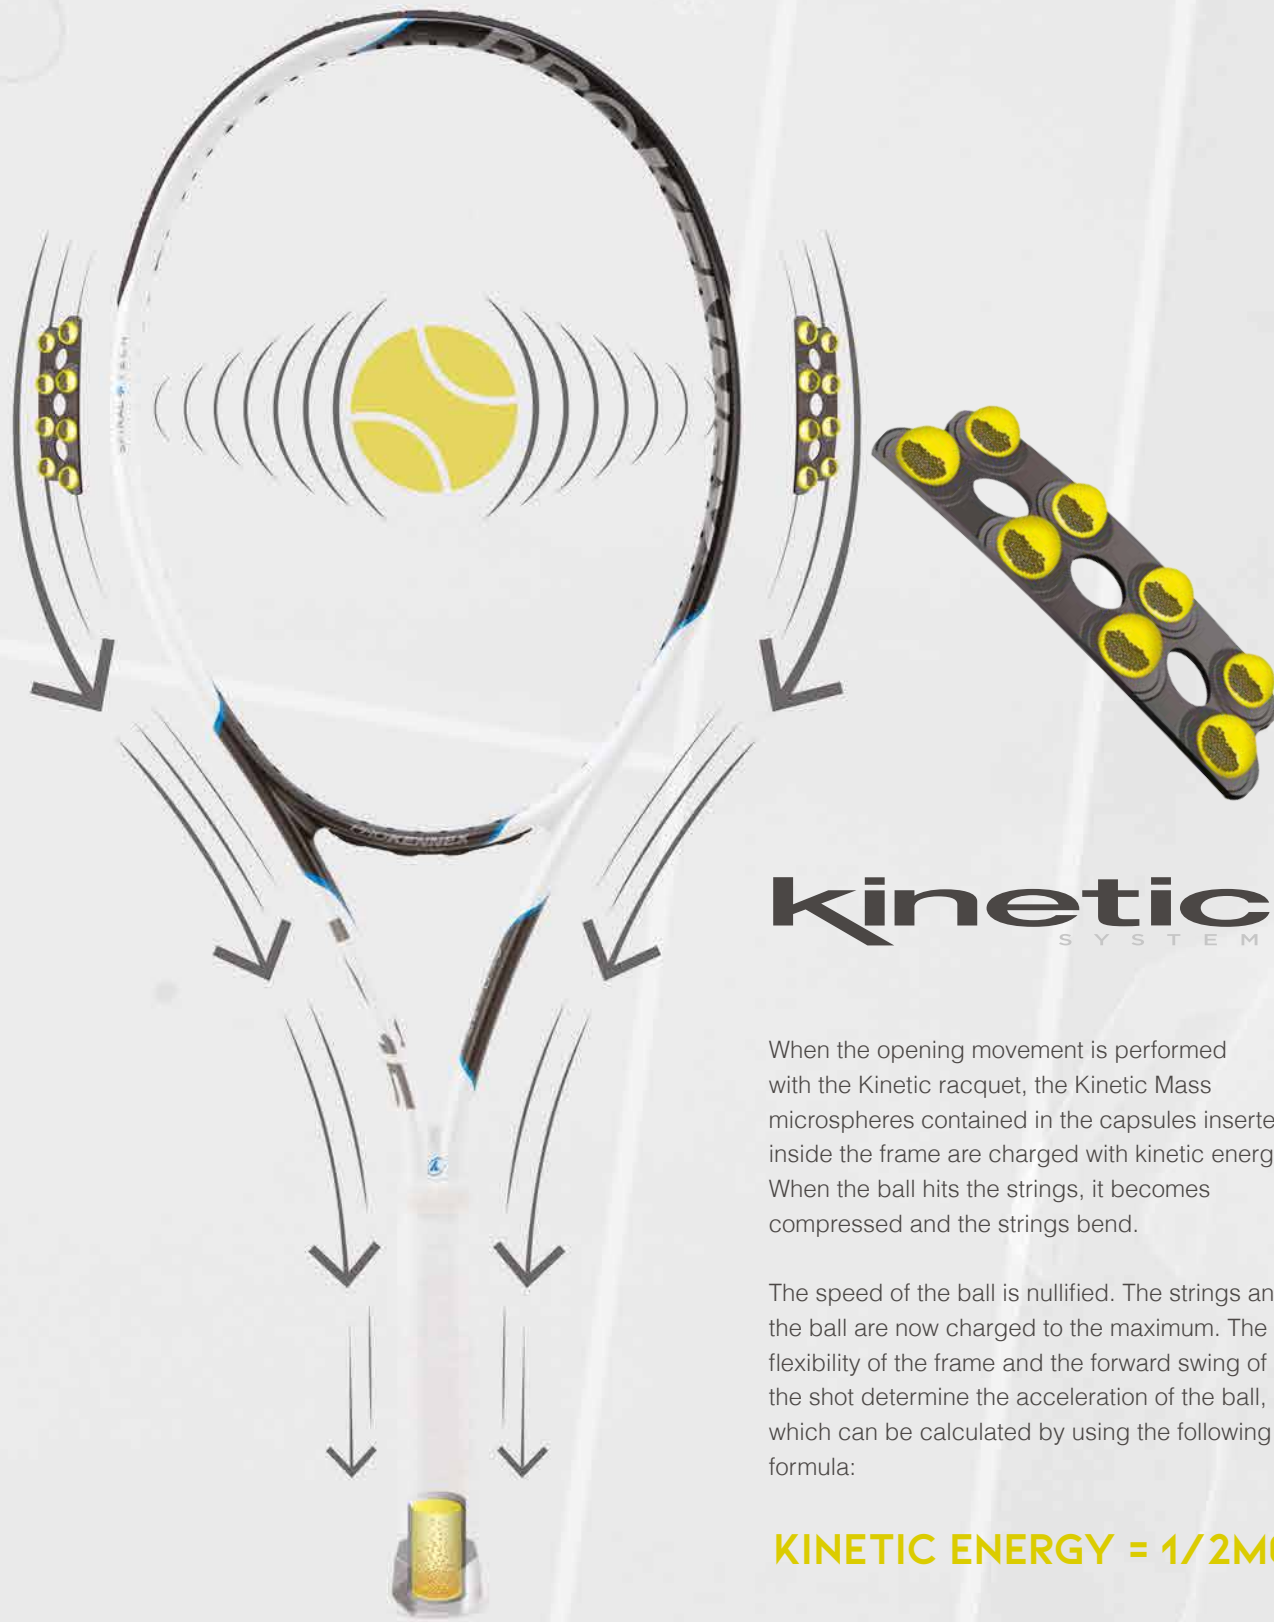 PROKENNEX
SPIRAL TECH
PROKENNEX
kinetic
SYSTEM
When the opening movement is performed
with the Kinetic racquet, the Kinetic Mass
microspheres contained in the capsules inserte
inside the frame are charged with kinetic energ
When the ball hits the strings, it becomes
compressed and the strings bend.
The speed of the ball is nullified. The strings an
the ball are now charged to the maximum. The
flexibility of the frame and the forward swing of
the shot determine the acceleration of the ball,
which can be calculated by using the following
formula:
KINETIC ENERGY = 1/2M